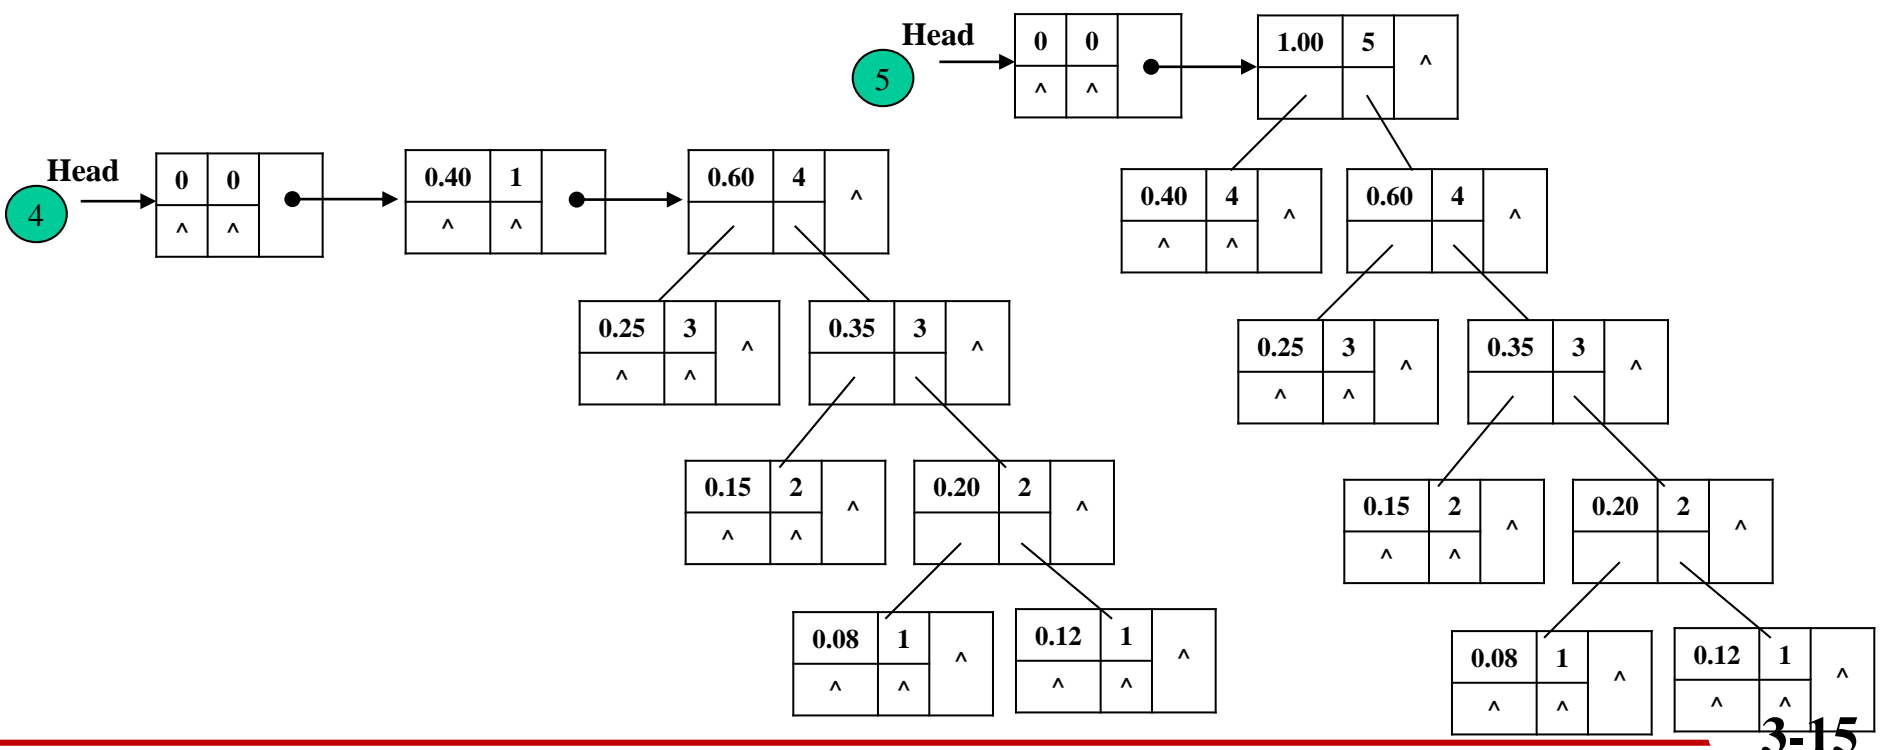 Head
5
0 0
^ ^
1.00 5 ^
Head
4
0 0
^ ^
0.40 1
^ ^
0.60 4 ^
0.25 3 ^
^ ^
0.35 3 ^
0.15 2 ^
^ ^
0.20 2 ^
0.08 1 ^
^ ^
0.12 1 ^
^ ^
0.40 4 ^
^ ^
0.60 4 ^
0.25 3 ^
^ ^
0.35 3 ^
0.15 2 ^
^ ^
0.20 2 ^
0.08 1 ^
^ ^
0.12 1 ^
^ ^
3-15